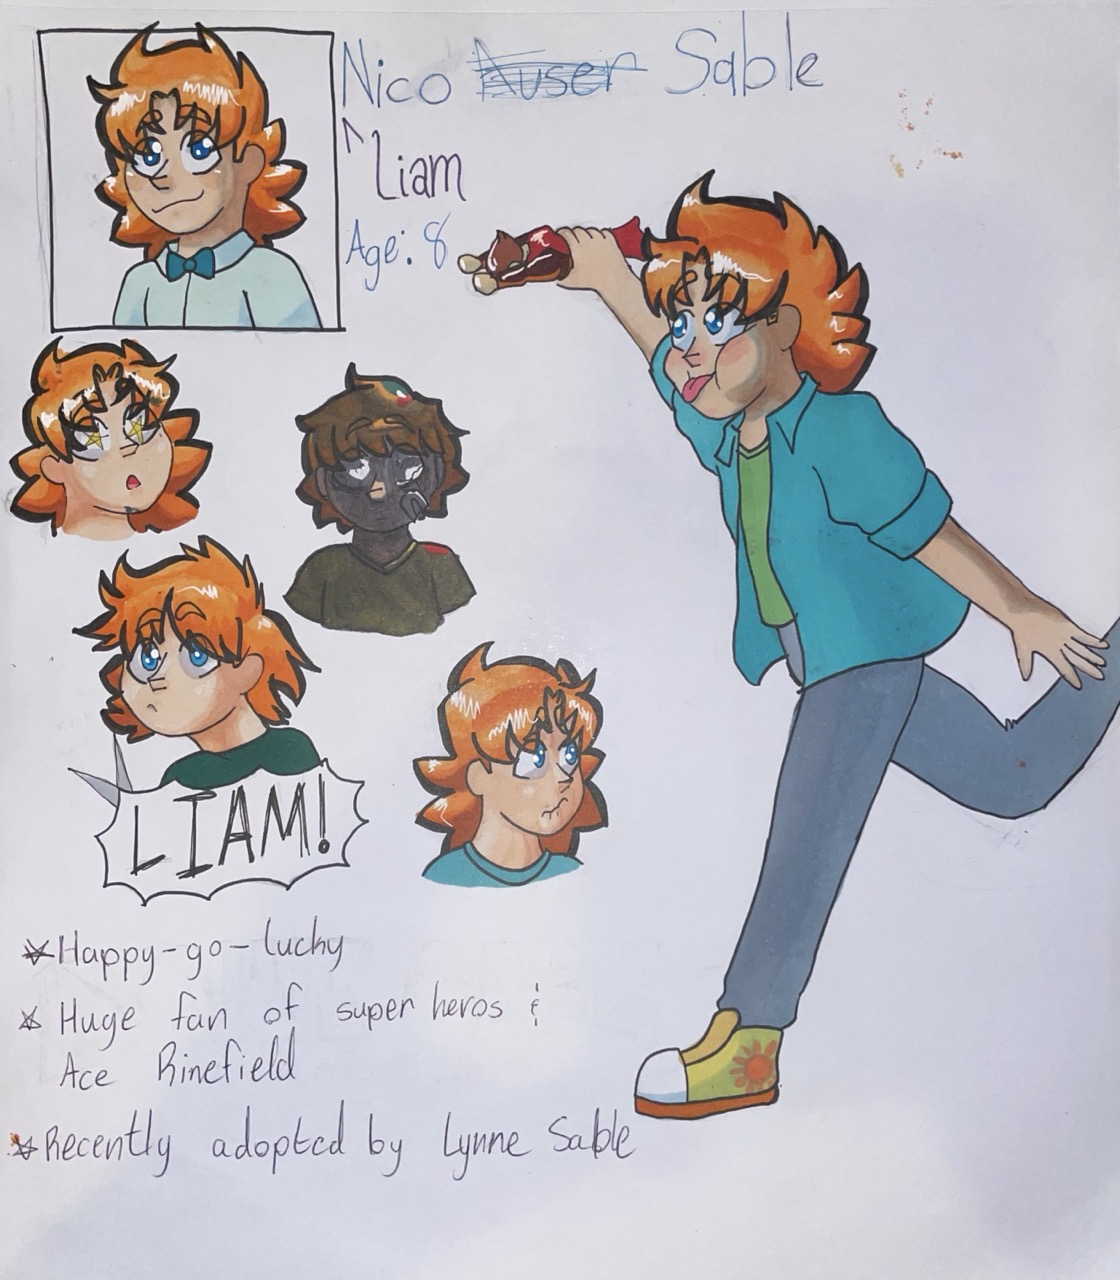 Nico Auser Sable
^Liam
Age: 8
LIAM!
Happy-go-lucky
Huge fan of super heros &
Ace Rinefield
Recently adopted by Lynne Sable